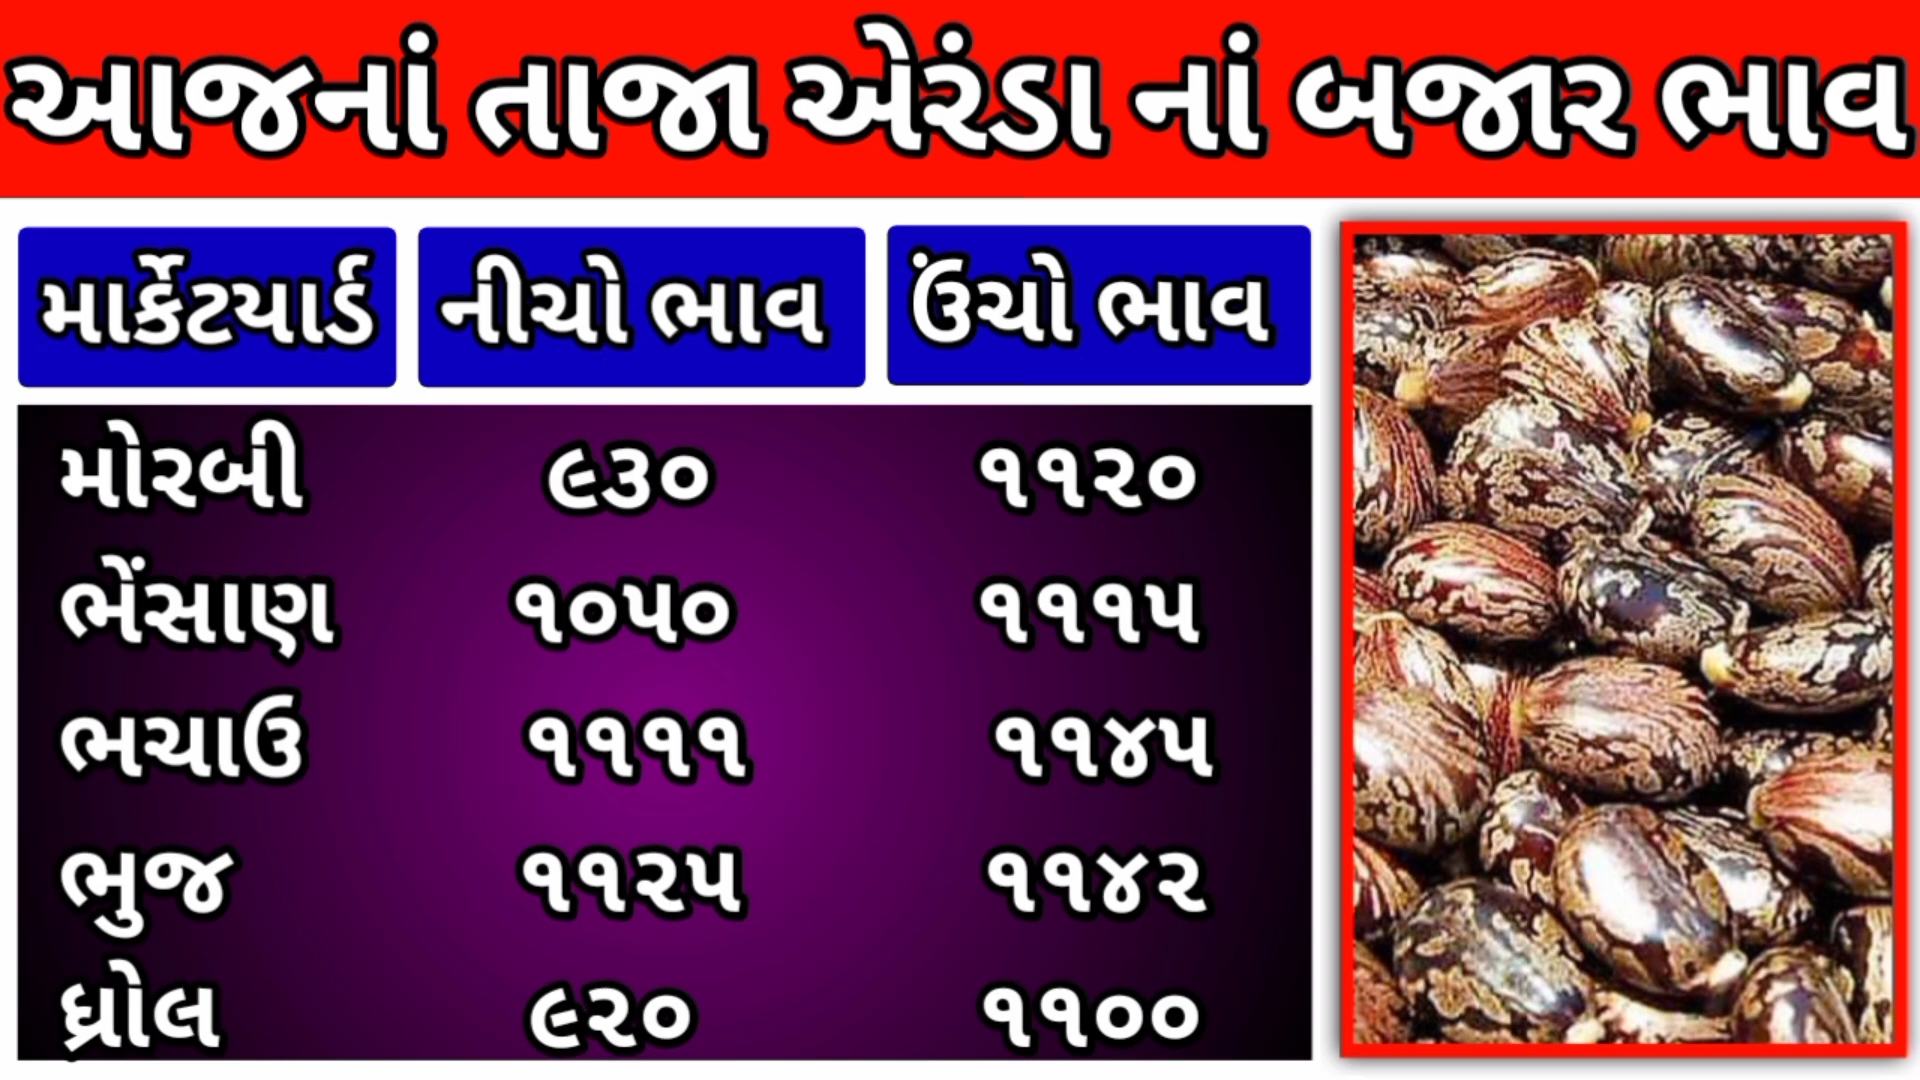 આજનાં તાજા એરંડા નાં બજાર ભાવ
માર્કેટયાર્ડ નીચો ભાવ ઉંચો ભાવ
મોરબી ૯૩૦ ૧૧૨૦
ભેંસાણ ૧૦૫૦ ૧૧૧૫
ભચાઉ ૧૧૧૧ ૧૧૪૫
ભુજ ૧૧૨૫ ૧૧૪૨
ધ્રોલ ૯૨૦ ૧૧૦૦